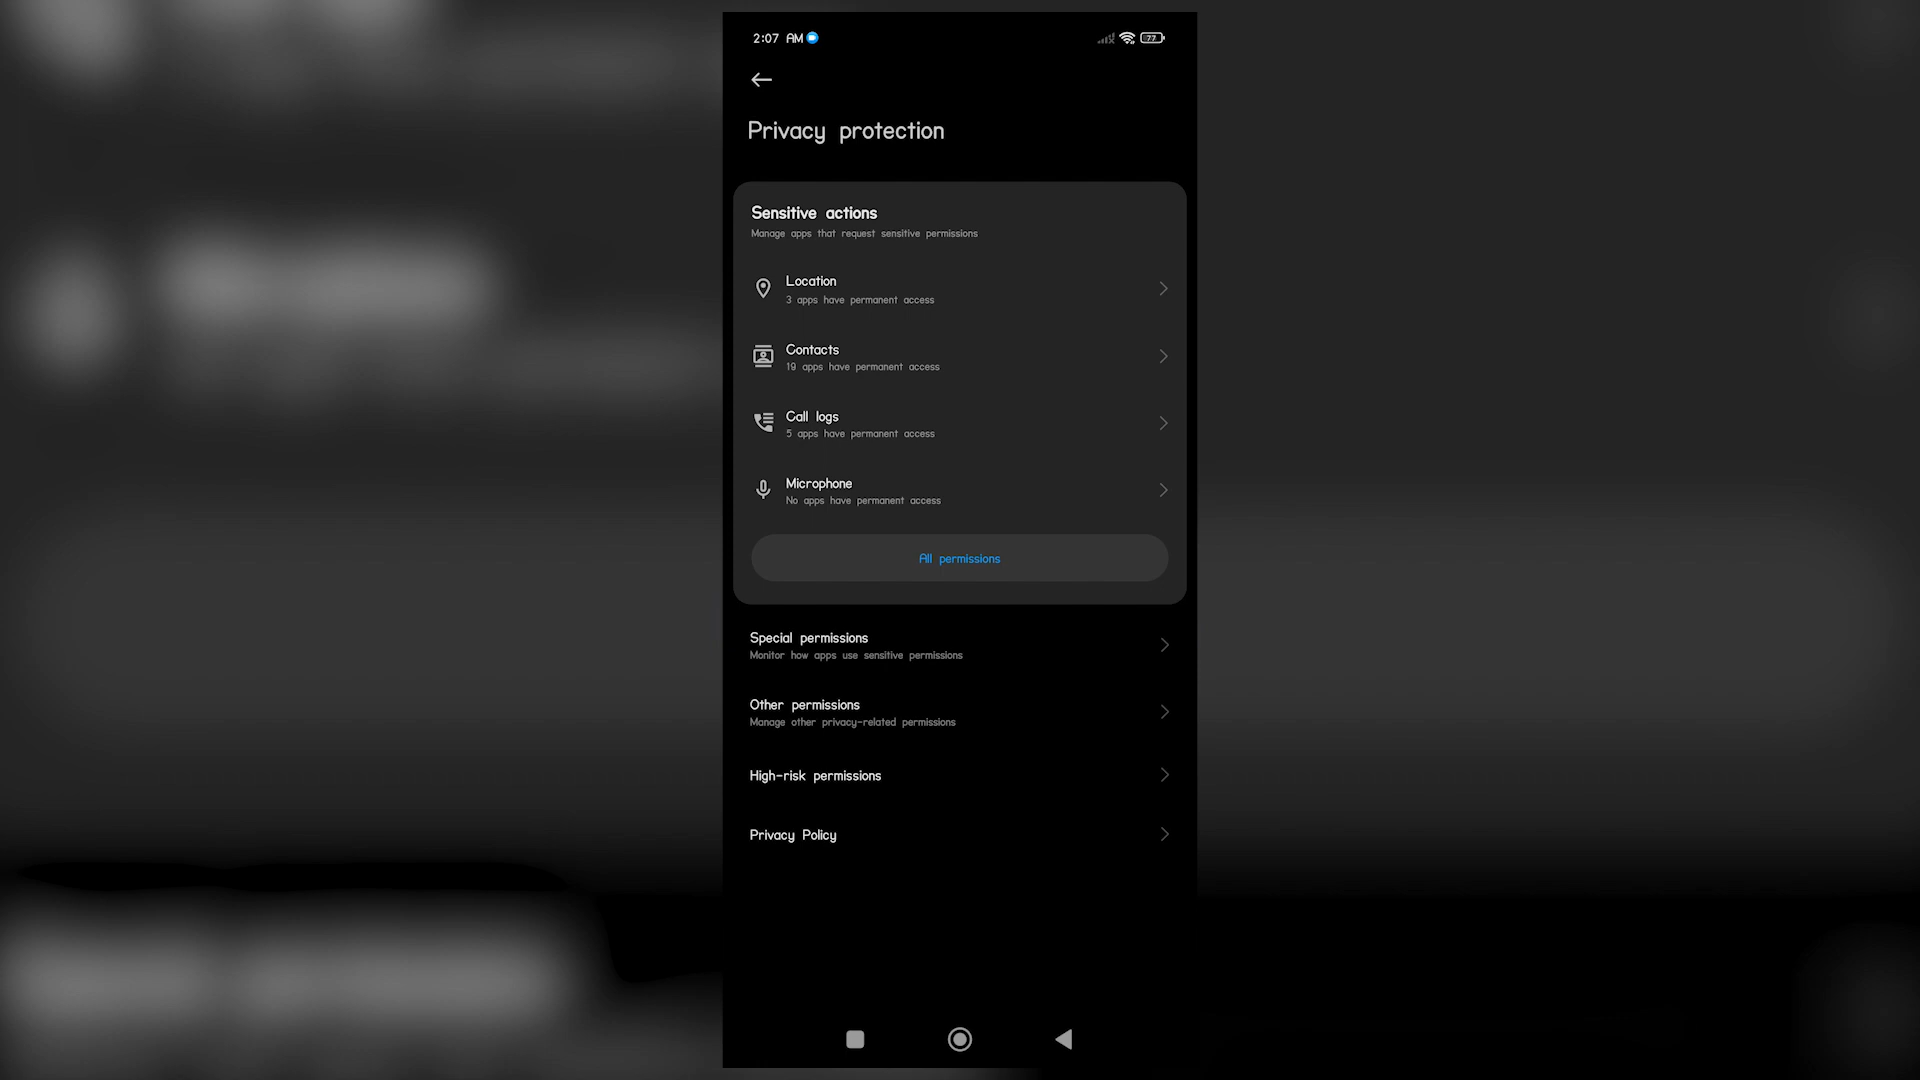 2:07 AM
77
Privacy protection
Sensitive actions
Manage apps that request sensitive permissions
Location
3 apps have permanent access
Contacts
19 apps have permanent access
Call logs
5 apps have permanent access
Microphone
No apps have permanent access
All permissions
Special permissions
Monitor how apps use sensitive permissions
Other permissions
Manage other privacy-related permissions
High-risk permissions
Privacy Policy